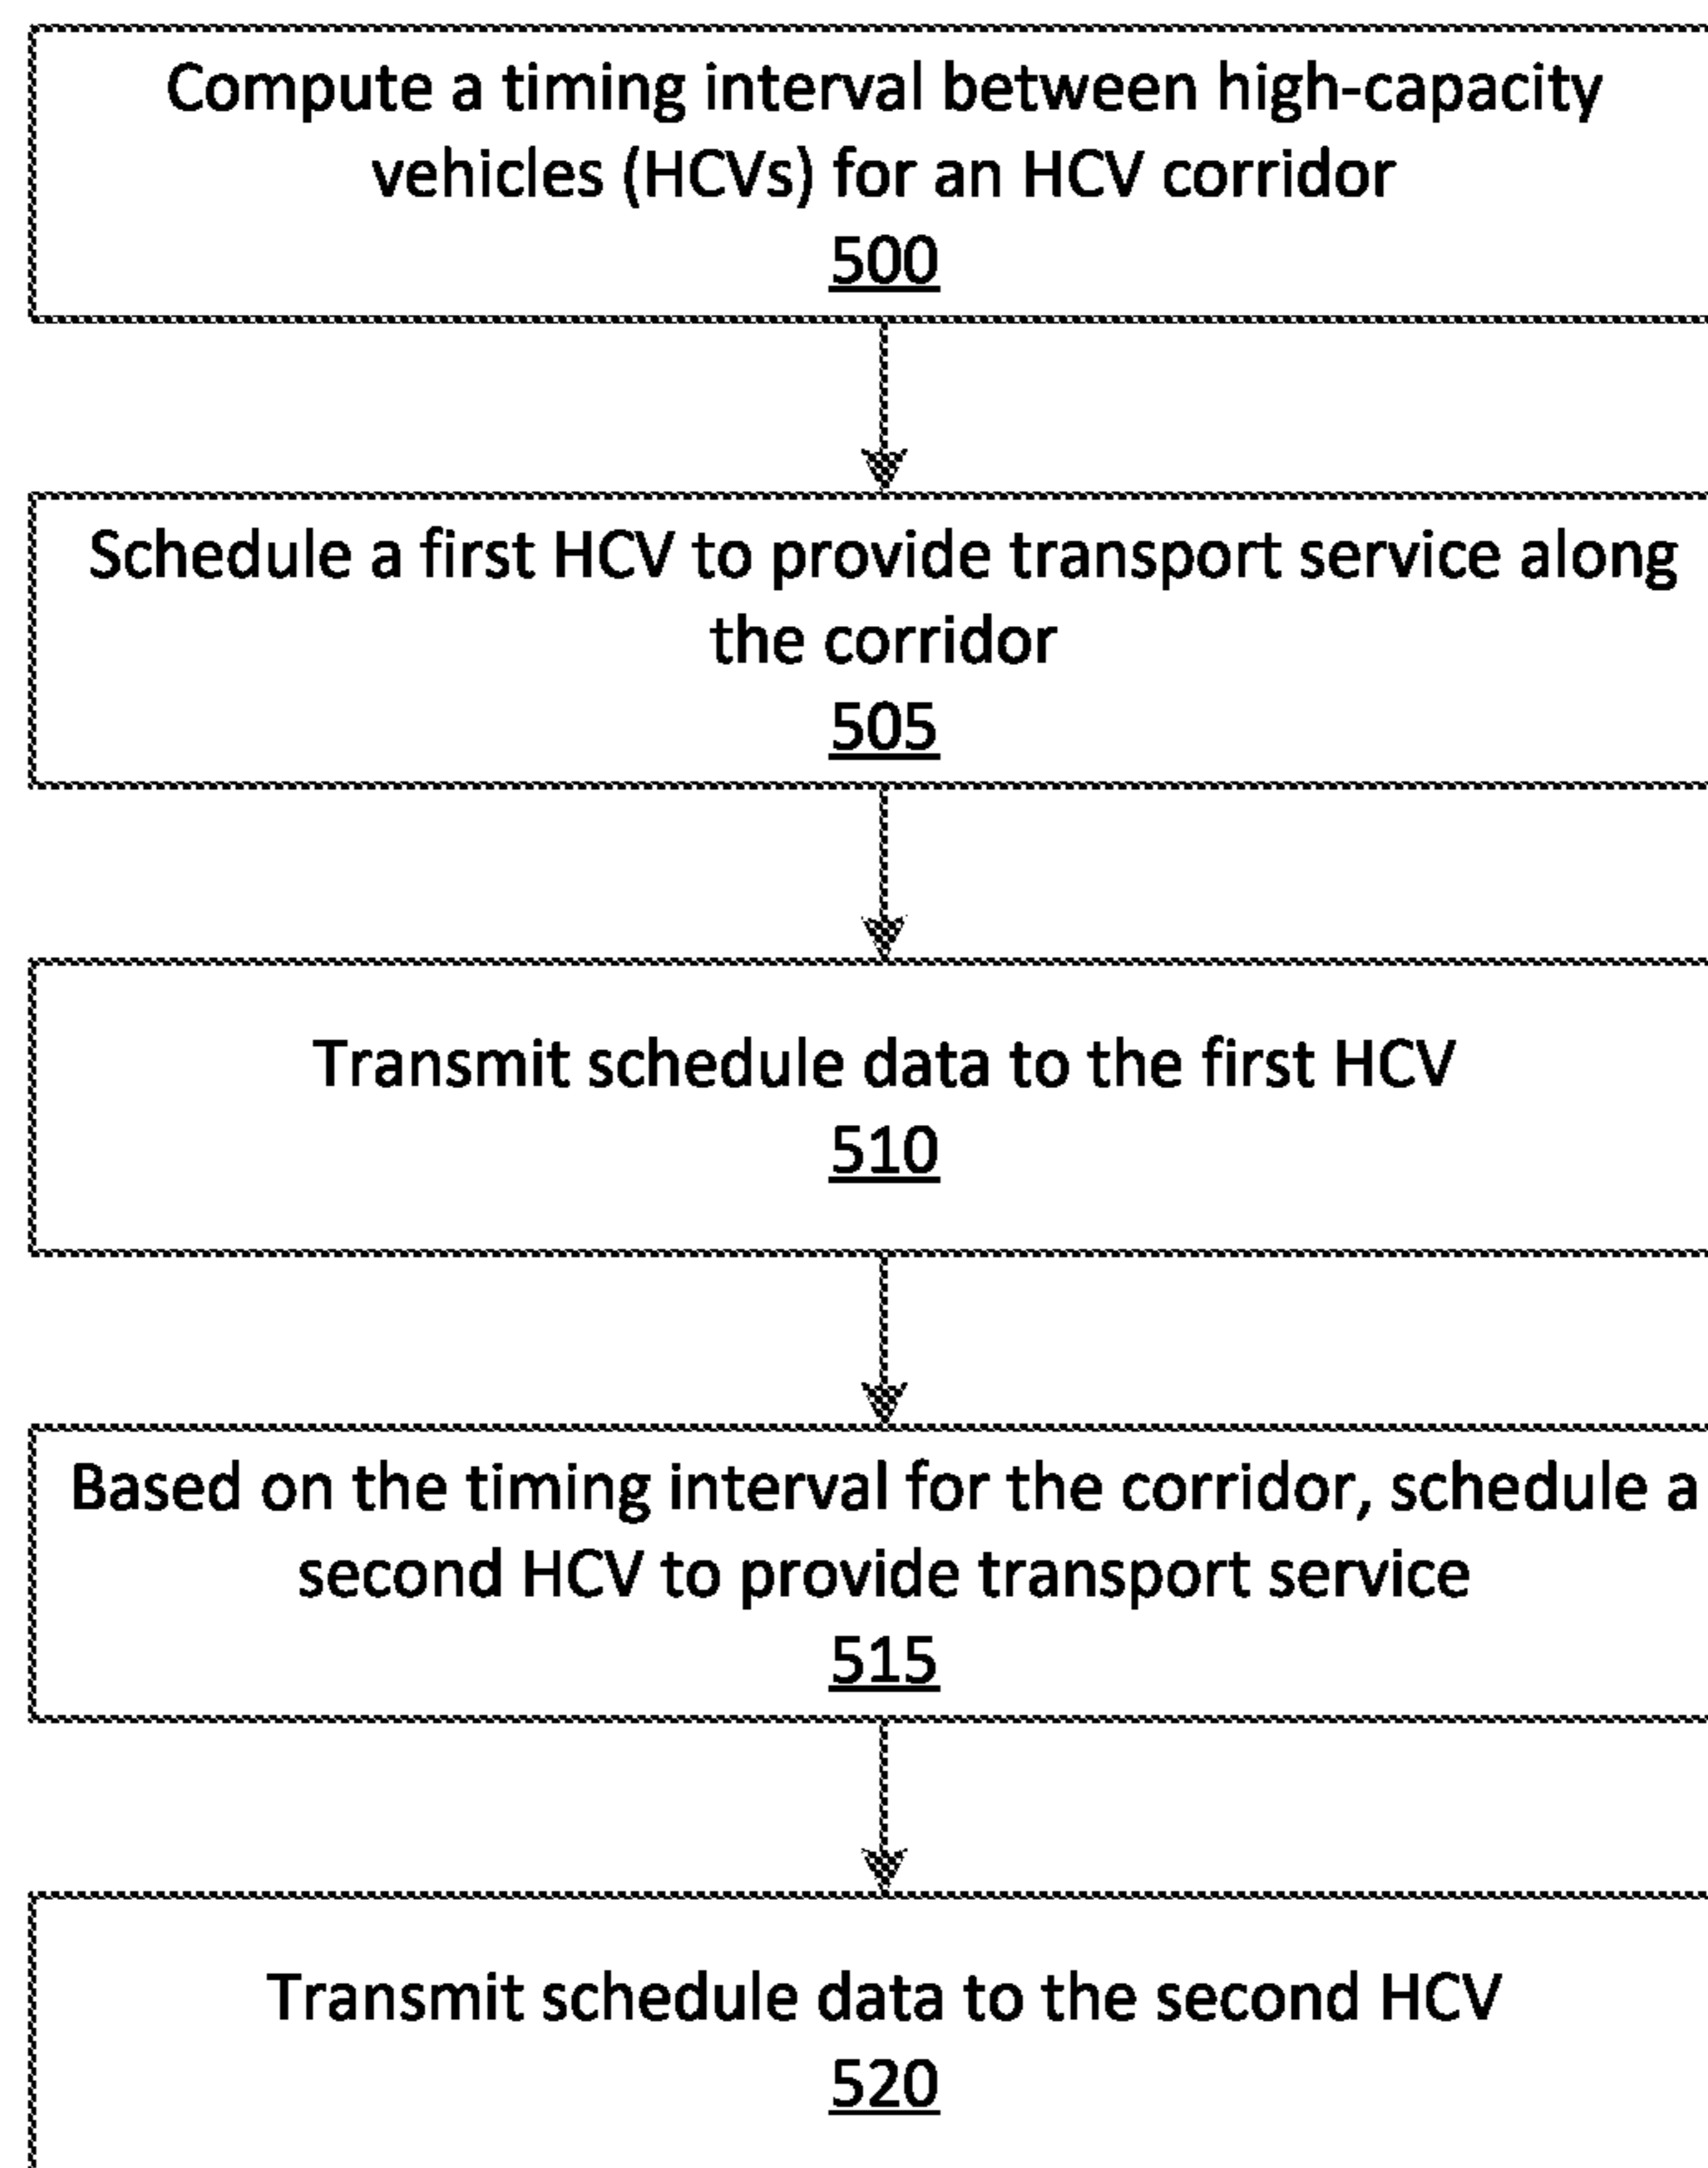 Compute a timing interval between high-capacity
vehicles (HCVs) for an HCV corridor
500
Schedule a first HCV to provide transport service along
the corridor
505
Transmit schedule data to the first HCV
510
Based on the timing interval for the corridor, schedule a
second HCV to provide transport service
515
Transmit schedule data to the second HCV
520